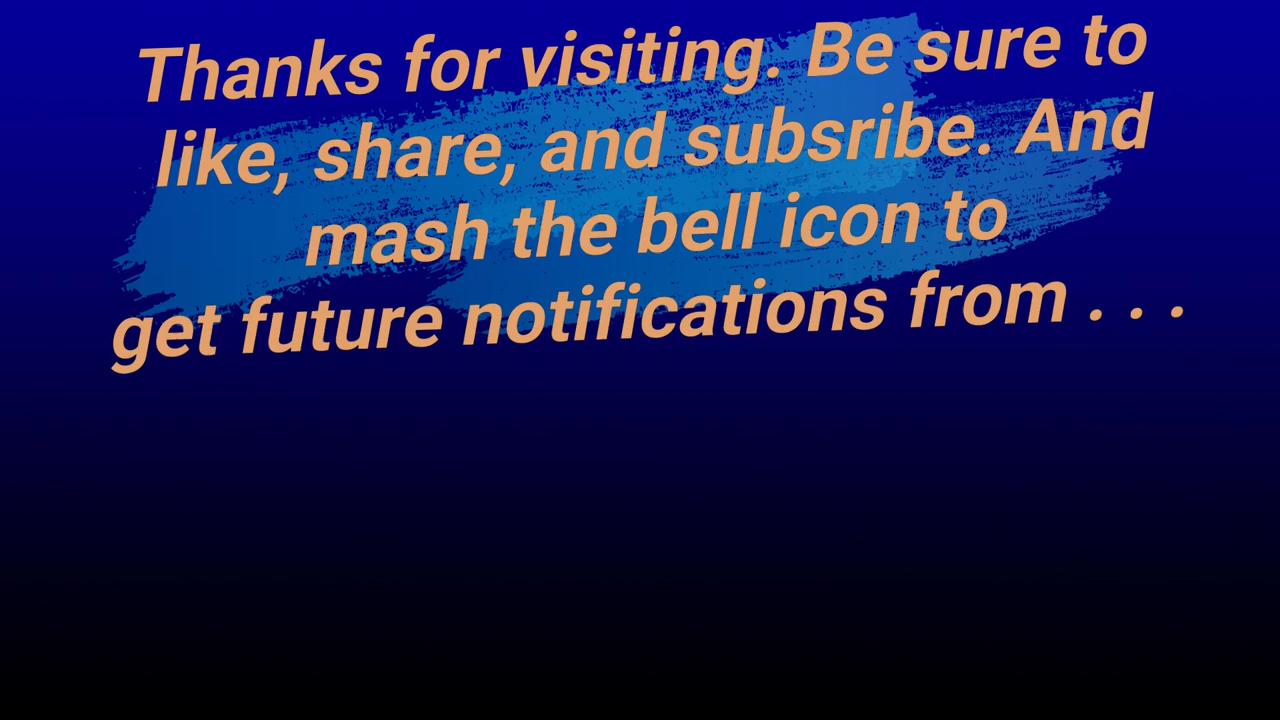 Thanks for visiting. Be sure to
like, share, and subsribe. And
mash the bell icon to
get future notifications from . . .